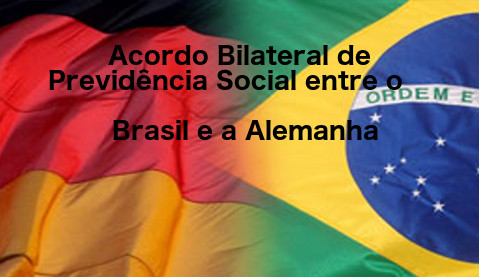 Acordo Bilateral de
Previdência Social entre o
ORDEM E
Brasil e a Alemanha